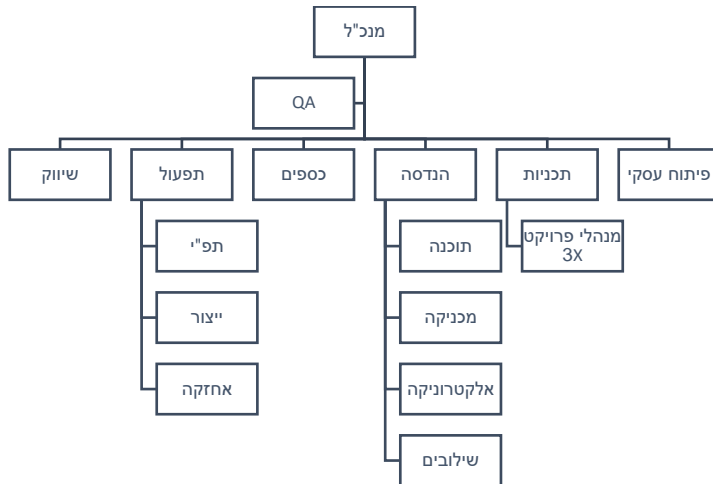 מנכ"ל
QA
פיתוח עסקי
תכניות
הנדסה
כספים
תפעול
שיווק
מנהלי פרויקט
3X
תוכנה
תפ"י
מכניקה
ייצור
אלקטרוניקה
אחזקה
שילובים